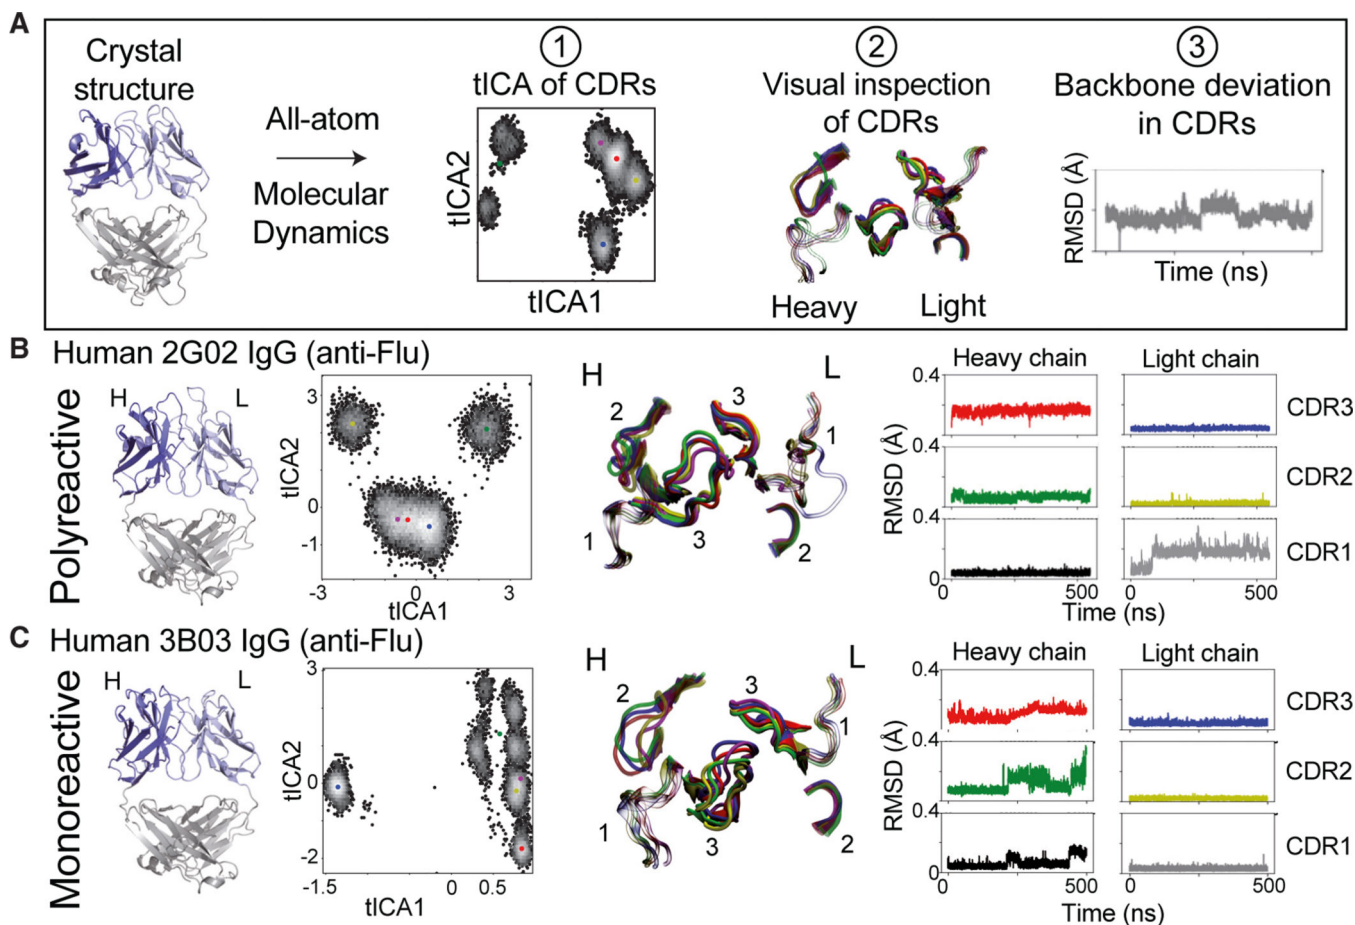 A
Crystal
structure
All-atom
Molecular
Dynamics
1
tICA of CDRs
tICA2
tICA1
2
Visual inspection
of CDRs
Heavy
Light
3
Backbone deviation
in CDRs
RMSD (Å)
Time (ns)
B
Human 2G02 IgG (anti-Flu)
Polyreactive
H
L
tICA2
3
0
-1
-3
0
3
tICA1
H
L
2
3
1
1
3
2
Heavy chain
Light chain
0.4
CDR3
0.4
CDR2
RMSD (Å)
0.4
CDR1
0
0
500
0
500
Time (ns)
C
Human 3B03 IgG (anti-Flu)
Monoreactive
H
L
tICA2
3
0
-2
-1.5
0
0.5
tICA1
H
L
2
3
1
1
3
2
Heavy chain
Light chain
0.4
CDR3
0.4
CDR2
RMSD (Å)
0.4
CDR1
0
0
500
0
500
Time (ns)